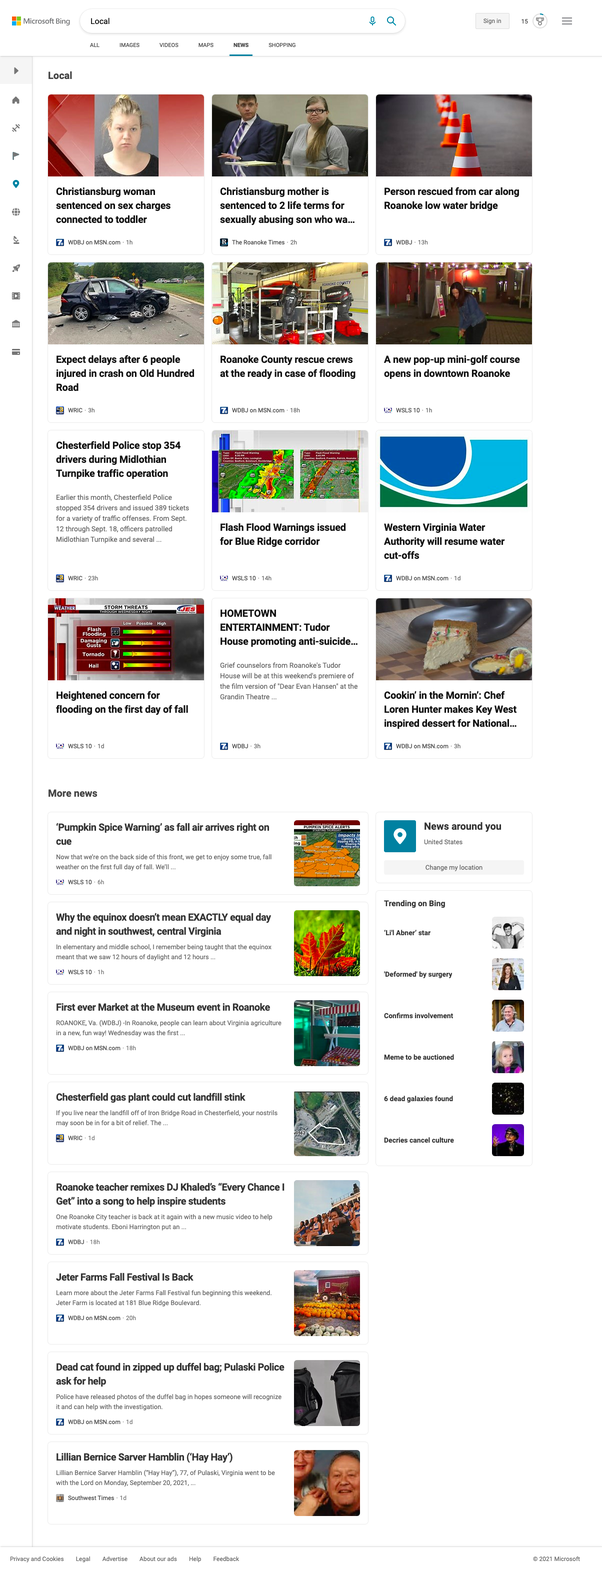 Microsoft Bing
Local
Sign in
15
ALL
IMAGES
VIDEOS
MAPS
NEWS
SHOPPING
Local
Christiansburg woman
sentenced on sex charges
connected to toddler
WDBJ on MSN.com · 1h
Christiansburg mother is
sentenced to 2 life terms for
sexually abusing son who wa...
The Roanoke Times · 2h
Person rescued from car along
Roanoke low water bridge
WDBJ · 13h
Expect delays after 6 people
injured in crash on Old Hundred
Road
WRIC · 3h
Roanoke County rescue crews
at the ready in case of flooding
WDBJ on MSN.com · 18h
A new pop-up mini-golf course
opens in downtown Roanoke
WSLS 10 · 1h
Chesterfield Police stop 354
drivers during Midlothian
Turnpike traffic operation
Earlier this month, Chesterfield Police
stopped 354 drivers and issued 389 tickets
for a variety of traffic offenses. From Sept.
12 through Sept. 18, officers patrolled
Midlothian Turnpike and several ...
WRIC · 23h
Flash Flood Warnings issued
for Blue Ridge corridor
WSLS 10 · 14h
Western Virginia Water
Authority will resume water
cut-offs
WDBJ on MSN.com · 1d
WEATHER
STORM THREATS
THROUGH WEDNESDAY NIGHT
Low Possible High
Flash
Flooding
Damaging
Gusts
Tornado
Hail
Heightened concern for
flooding on the first day of fall
WSLS 10 · 1d
HOMETOWN
ENTERTAINMENT: Tudor
House promoting anti-suicide...
Grief counselors from Roanoke's Tudor
House will be at this weekend's premiere of
the film version of "Dear Evan Hansen" at the
Grandin Theatre ...
WDBJ · 3h
Cookin' in the Mornin': Chef
Loren Hunter makes Key West
inspired dessert for National...
WDBJ on MSN.com · 3h
More news
'Pumpkin Spice Warning' as fall air arrives right on
cue
Now that we're on the back side of this front, we get to enjoy some true, fall
weather on the first full day of fall. We'll ...
WSLS 10 · 6h
PUMPKIN SPICE ALERTS
Why the equinox doesn't mean EXACTLY equal day
and night in southwest, central Virginia
In elementary and middle school, I remember being taught that the equinox
meant that we saw 12 hours of daylight and 12 hours ...
WSLS 10 · 1h
First ever Market at the Museum event in Roanoke
ROANOKE, Va. (WDBJ) -In Roanoke, people can learn about Virginia agriculture
in a new, fun way! Wednesday was the first ...
WDBJ on MSN.com · 18h
Chesterfield gas plant could cut landfill stink
If you live near the landfill off of Iron Bridge Road in Chesterfield, your nostrils
may soon be in for a bit of relief. The ...
WRIC · 1d
Roanoke teacher remixes DJ Khaled's "Every Chance I
Get" into a song to help inspire students
One Roanoke City teacher is back at it again with a new music video to help
motivate students. Eboni Harrington put an ...
WDBJ · 18h
Jeter Farms Fall Festival Is Back
Learn more about the Jeter Farms Fall Festival fun beginning this weekend.
Jeter Farm is located at 181 Blue Ridge Boulevard.
WDBJ on MSN.com · 20h
Dead cat found in zipped up duffel bag; Pulaski Police
ask for help
Police have released photos of the duffel bag in hopes someone will recognize
it and can help with the investigation.
WDBJ on MSN.com · 1d
Lillian Bernice Sarver Hamblin ('Hay Hay')
Lillian Bernice Sarver Hamblin ("Hay Hay"), 77, of Pulaski, Virginia went to be
with the Lord on Monday, September 20, 2021, ...
Southwest Times · 1d
News around you
United States
Change my location
Trending on Bing
'Li'l Abner' star
'Deformed' by surgery
Confirms involvement
Meme to be auctioned
6 dead galaxies found
Decries cancel culture
Privacy and Cookies
Legal
Advertise
About our ads
Help
Feedback
© 2021 Microsoft